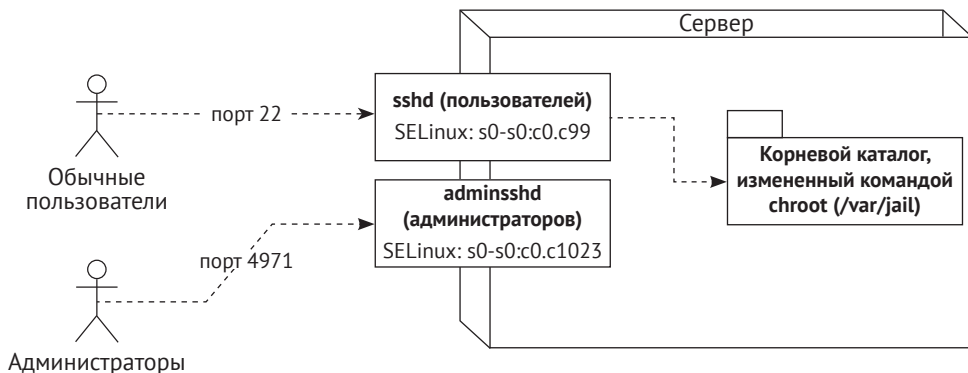 Сервер
sshd (пользователей)
SELinux: s0-s0:c0.c99
порт 22
Обычные
пользователи
Корневой каталог,
измененный командой
chroot (/var/jail)
adminsshd
(администраторов)
SELinux: s0-s0:c0.c1023
порт 4971
Администраторы